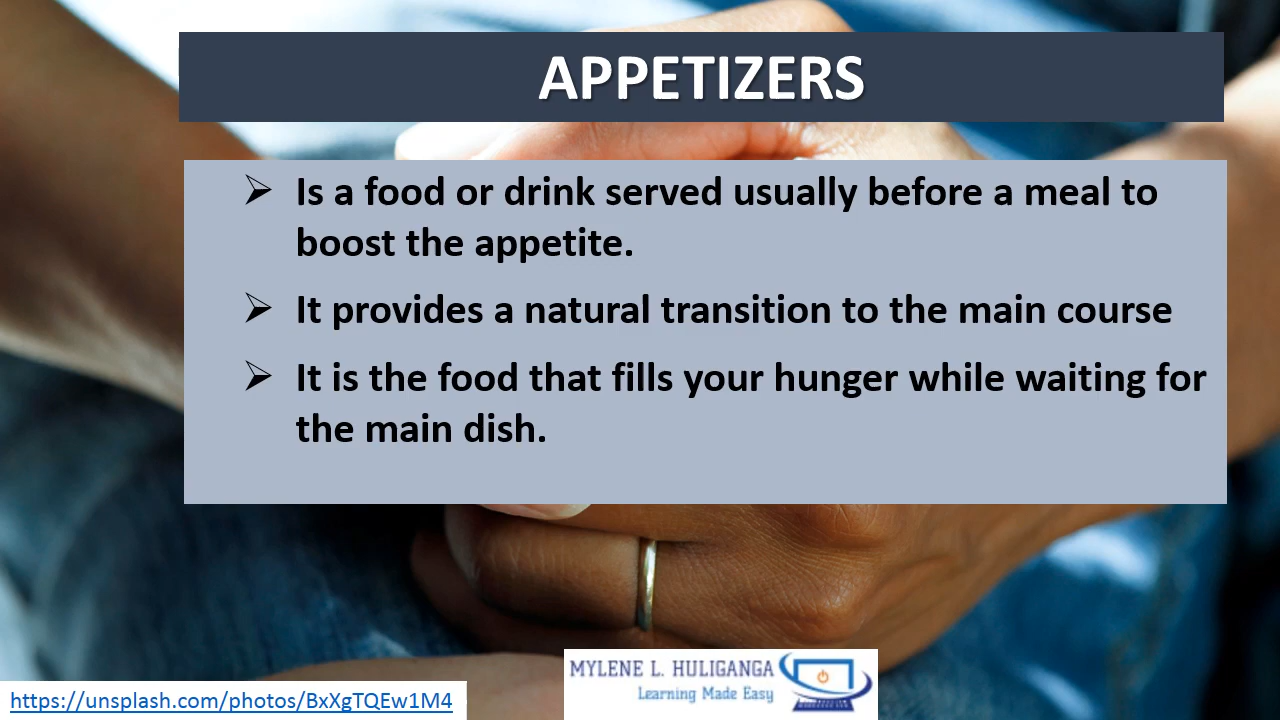 APPETIZERS
➢ Is a food or drink served usually before a meal to
boost the appetite.
➢ It provides a natural transition to the main course
➢ It is the food that fills your hunger while waiting for
the main dish.
MYLENE L. HULIGANGA
Learning Made Easy
https://unsplash.com/photos/BxXgTQEw1M4